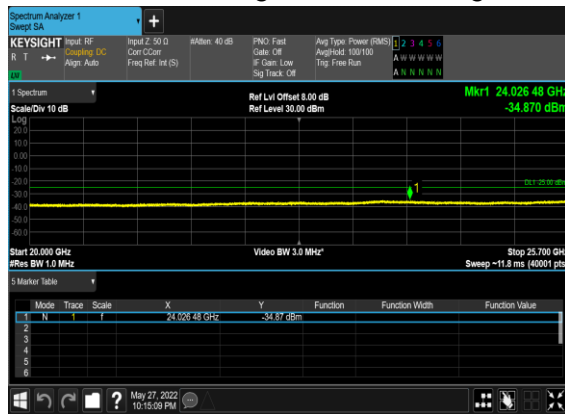 Spectrum Analyzer 1
Swept SA
KEYSIGHT Input: RF Input Z: 50 Ω #Atten: 40 dB PNO: Fast Avg Type: Power (RMS) 1 2 3 4 5 6
R T Coupling: DC Corr CCorr Gate: Off Avg|Hold: 100/100 A W W W W W
Align: Auto Freq Ref: Int (S) IF Gain: Low Trig: Free Run
Sig Track: Off A N N N N N
LW
1 Spectrum Ref Lvl Offset 8.00 dB Mkr1 24.026 48 GHz
Scale/Div 10 dB Ref Level 30.00 dBm -34.870 dBm
Log
20.0
10.0
0.00
-10.0
-20.0
DL1 -25.00 dBm
1
-30.0
-40.0
-50.0
-60.0
Start 20.000 GHz Video BW 3.0 MHz* Stop 25.700 GHz
#Res BW 1.0 MHz Sweep ~11.8 ms (40001 pts)
5 Marker Table
Mode Trace Scale X Y Function Function Width Function Value
1 N 1 f 24.026 48 GHz -34.87 dBm
2
3
4
5
6
? May 27, 2022
10:15:09 PM